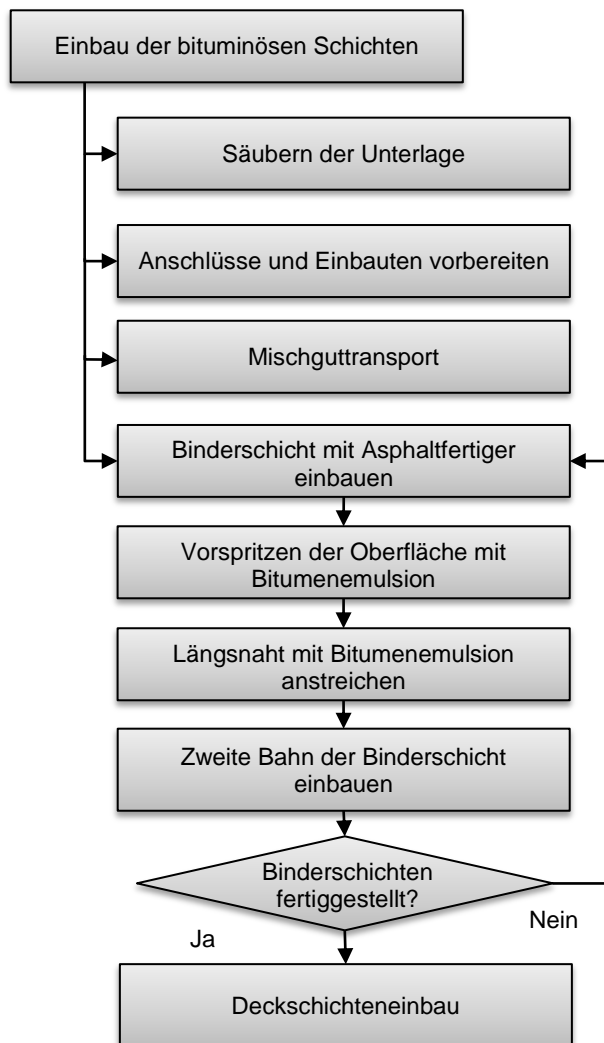 Einbau der bituminösen Schichten
Säubern der Unterlage
Anschlüsse und Einbauten vorbereiten
Mischguttransport
Binderschicht mit Asphaltfertiger
einbauen
Vorspritzen der Oberfläche mit
Bitumenemulsion
Längsnaht mit Bitumenemulsion
anstreichen
Zweite Bahn der Binderschicht
einbauen
Binderschichten
fertiggestellt?
Nein
Ja
Deckschichteneinbau